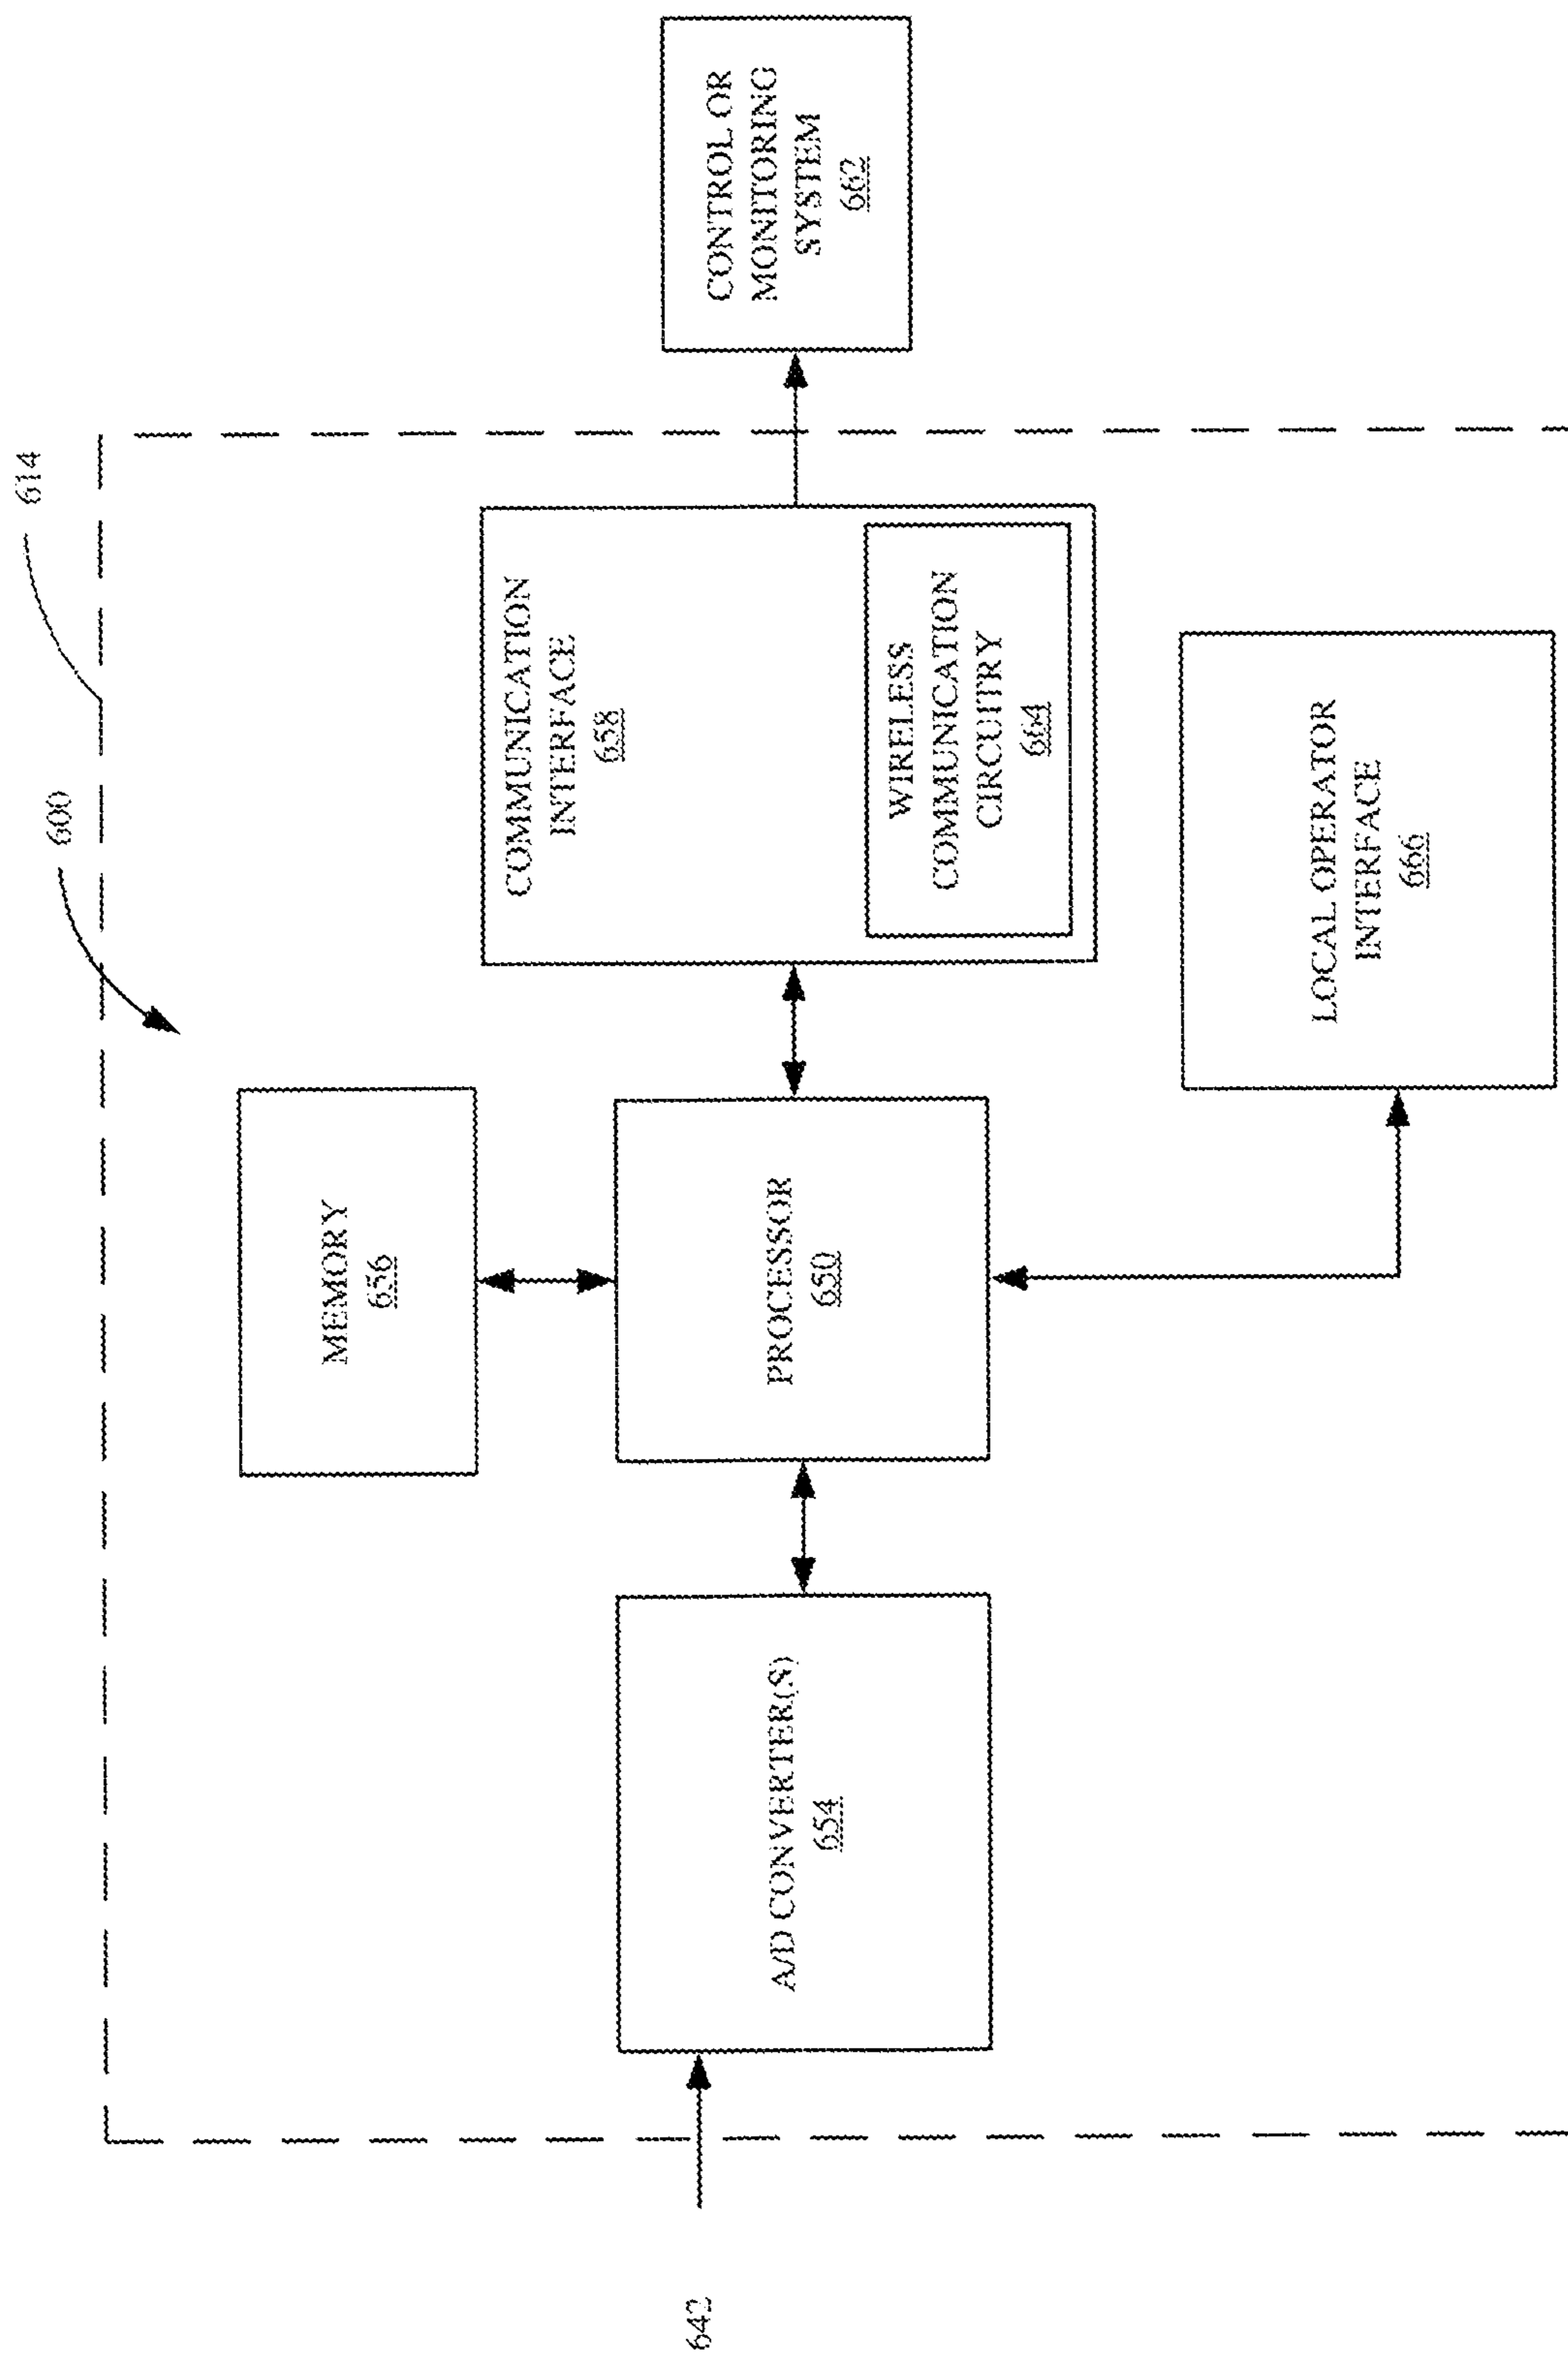 614
600
MEMORY
656
A/D CONVERTER(S)
654
PROCESSOR
650
COMMUNICATION
INTERFACE
658
WIRELESS
COMMUNICATION
CIRCUITRY
664
CONTROL OR
MONITORING
SYSTEM
662
642
LOCAL OPERATOR
INTERFACE
666